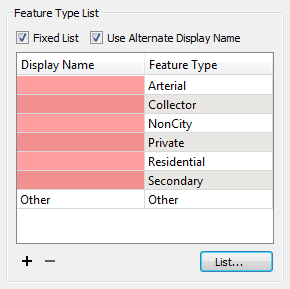 Feature Type List
Fixed List Use Alternate Display Name
Display Name Feature Type
Arterial
Collector
NonCity
Private
Residential
Secondary
Other Other
List...